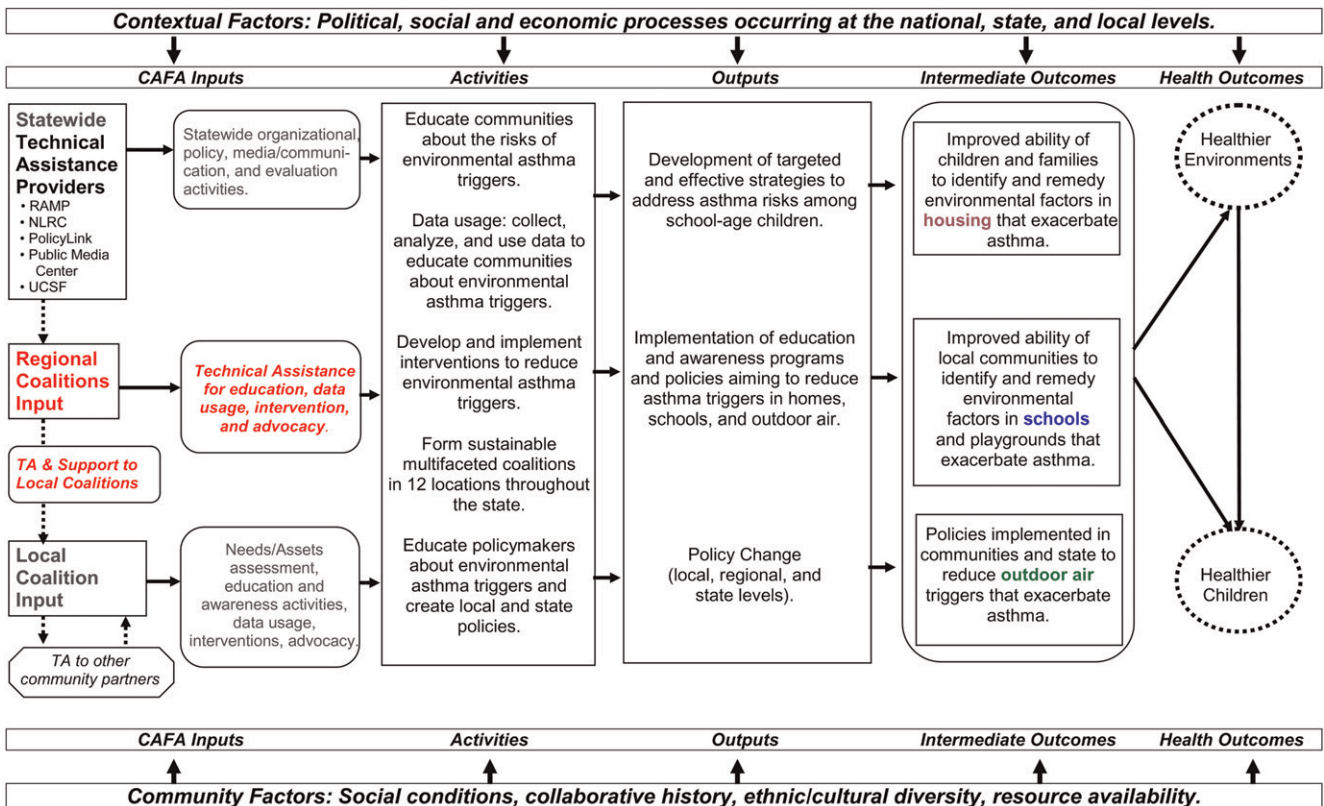 Contextual Factors: Political, social and economic processes occurring at the national, state, and local levels.
CAFA Inputs
Activities
Outputs
Intermediate Outcomes
Health Outcomes
Statewide
Technical
Assistance
Providers
• RAMP
• NLRC
• PolicyLink
• Public Media
Center
• UCSF
Statewide organizational,
policy, media/communi-
cation, and evaluation
activities.
Regional
Coalitions
Input
Technical Assistance
for education, data
usage, intervention,
and advocacy.
TA & Support to
Local Coalitions
Local
Coalition
Input
Needs/Assets
assessment,
education and
awareness activities,
data usage,
interventions, advocacy.
TA to other
community partners
Educate communities
about the risks of
environmental asthma
triggers.
Data usage: collect,
analyze, and use data to
educate communities
about environmental
asthma triggers.
Develop and implement
interventions to reduce
environmental asthma
triggers.
Form sustainable
multifaceted coalitions
in 12 locations throughout
the state.
Educate policymakers
about environmental
asthma triggers and
create local and state
policies.
Development of targeted
and effective strategies to
address asthma risks among
school-age children.
Implementation of education
and awareness programs
and policies aiming to reduce
asthma triggers in homes,
schools, and outdoor air.
Policy Change
(local, regional, and
state levels).
Improved ability of
children and families
to identify and remedy
environmental factors in
housing that exacerbate
asthma.
Improved ability of
local communities to
identify and remedy
environmental
factors in schools
and playgrounds that
exacerbate asthma.
Policies implemented in
communities and state to
reduce outdoor air
triggers that exacerbate
asthma.
Healthier
Environments
Healthier
Children
CAFA Inputs
Activities
Outputs
Intermediate Outcomes
Health Outcomes
Community Factors: Social conditions, collaborative history, ethnic/cultural diversity, resource availability.